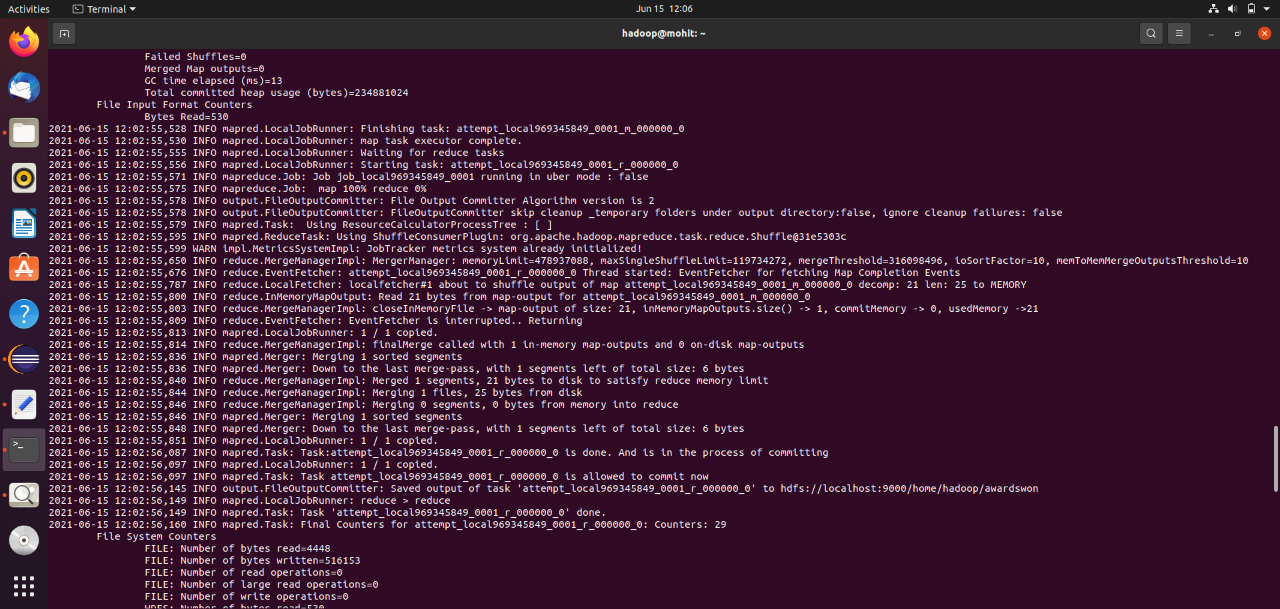 Activities
Terminal
Jun 15 12:06
hadoop@mohit: ~
Failed Shuffles=0
Merged Map outputs=0
GC time elapsed (ms)=13
Total committed heap usage (bytes)=234881024
File Input Format Counters
Bytes Read=530
2021-06-15 12:02:55,528 INFO mapred.LocalJobRunner: Finishing task: attempt_local969345849_0001_m_000000_0
2021-06-15 12:02:55,530 INFO mapred.LocalJobRunner: map task executor complete.
2021-06-15 12:02:55,555 INFO mapred.LocalJobRunner: Waiting for reduce tasks
2021-06-15 12:02:55,556 INFO mapred.LocalJobRunner: Starting task: attempt_local969345849_0001_r_000000_0
2021-06-15 12:02:55,571 INFO mapreduce.Job: Job job_local969345849_0001 running in uber mode : false
2021-06-15 12:02:55,575 INFO mapreduce.Job:  map 100% reduce 0%
2021-06-15 12:02:55,578 INFO output.FileOutputCommitter: File Output Committer Algorithm version is 2
2021-06-15 12:02:55,578 INFO output.FileOutputCommitter: FileOutputCommitter skip cleanup _temporary folders under output directory:false, ignore cleanup failures: false
2021-06-15 12:02:55,579 INFO mapred.Task:  Using ResourceCalculatorProcessTree : [ ]
2021-06-15 12:02:55,595 INFO mapred.ReduceTask: Using ShuffleConsumerPlugin: org.apache.hadoop.mapreduce.task.reduce.Shuffle@31e5303c
2021-06-15 12:02:55,599 WARN impl.MetricsSystemImpl: JobTracker metrics system already initialized!
2021-06-15 12:02:55,650 INFO reduce.MergeManagerImpl: MergerManager: memoryLimit=478937088, maxSingleShuffleLimit=119734272, mergeThreshold=316098496, ioSortFactor=10, memToMemMergeOutputsThreshold=10
2021-06-15 12:02:55,676 INFO reduce.EventFetcher: attempt_local969345849_0001_r_000000_0 Thread started: EventFetcher for fetching Map Completion Events
2021-06-15 12:02:55,787 INFO reduce.LocalFetcher: localfetcher#1 about to shuffle output of map attempt_local969345849_0001_m_000000_0 decomp: 21 len: 25 to MEMORY
2021-06-15 12:02:55,800 INFO reduce.InMemoryMapOutput: Read 21 bytes from map-output for attempt_local969345849_0001_m_000000_0
2021-06-15 12:02:55,803 INFO reduce.MergeManagerImpl: closeInMemoryFile -> map-output of size: 21, inMemoryMapOutputs.size() -> 1, commitMemory -> 0, usedMemory ->21
2021-06-15 12:02:55,809 INFO reduce.EventFetcher: EventFetcher is interrupted.. Returning
2021-06-15 12:02:55,813 INFO mapred.LocalJobRunner: 1 / 1 copied.
2021-06-15 12:02:55,814 INFO reduce.MergeManagerImpl: finalMerge called with 1 in-memory map-outputs and 0 on-disk map-outputs
2021-06-15 12:02:55,836 INFO mapred.Merger: Merging 1 sorted segments
2021-06-15 12:02:55,836 INFO mapred.Merger: Down to the last merge-pass, with 1 segments left of total size: 6 bytes
2021-06-15 12:02:55,840 INFO reduce.MergeManagerImpl: Merged 1 segments, 21 bytes to disk to satisfy reduce memory limit
2021-06-15 12:02:55,844 INFO reduce.MergeManagerImpl: Merging 1 files, 25 bytes from disk
2021-06-15 12:02:55,846 INFO reduce.MergeManagerImpl: Merging 0 segments, 0 bytes from memory into reduce
2021-06-15 12:02:55,846 INFO mapred.Merger: Merging 1 sorted segments
2021-06-15 12:02:55,848 INFO mapred.Merger: Down to the last merge-pass, with 1 segments left of total size: 6 bytes
2021-06-15 12:02:55,851 INFO mapred.LocalJobRunner: 1 / 1 copied.
2021-06-15 12:02:56,087 INFO mapred.Task: Task:attempt_local969345849_0001_r_000000_0 is done. And is in the process of committing
2021-06-15 12:02:56,097 INFO mapred.LocalJobRunner: 1 / 1 copied.
2021-06-15 12:02:56,097 INFO mapred.Task: Task attempt_local969345849_0001_r_000000_0 is allowed to commit now
2021-06-15 12:02:56,145 INFO output.FileOutputCommitter: Saved output of task 'attempt_local969345849_0001_r_000000_0' to hdfs://localhost:9000/home/hadoop/awardswon
2021-06-15 12:02:56,149 INFO mapred.LocalJobRunner: reduce > reduce
2021-06-15 12:02:56,149 INFO mapred.Task: Task 'attempt_local969345849_0001_r_000000_0' done.
2021-06-15 12:02:56,160 INFO mapred.Task: Final Counters for attempt_local969345849_0001_r_000000_0: Counters: 29
File System Counters
FILE: Number of bytes read=4448
FILE: Number of bytes written=516153
FILE: Number of read operations=0
FILE: Number of large read operations=0
FILE: Number of write operations=0
HDFS: Number of bytes read=530